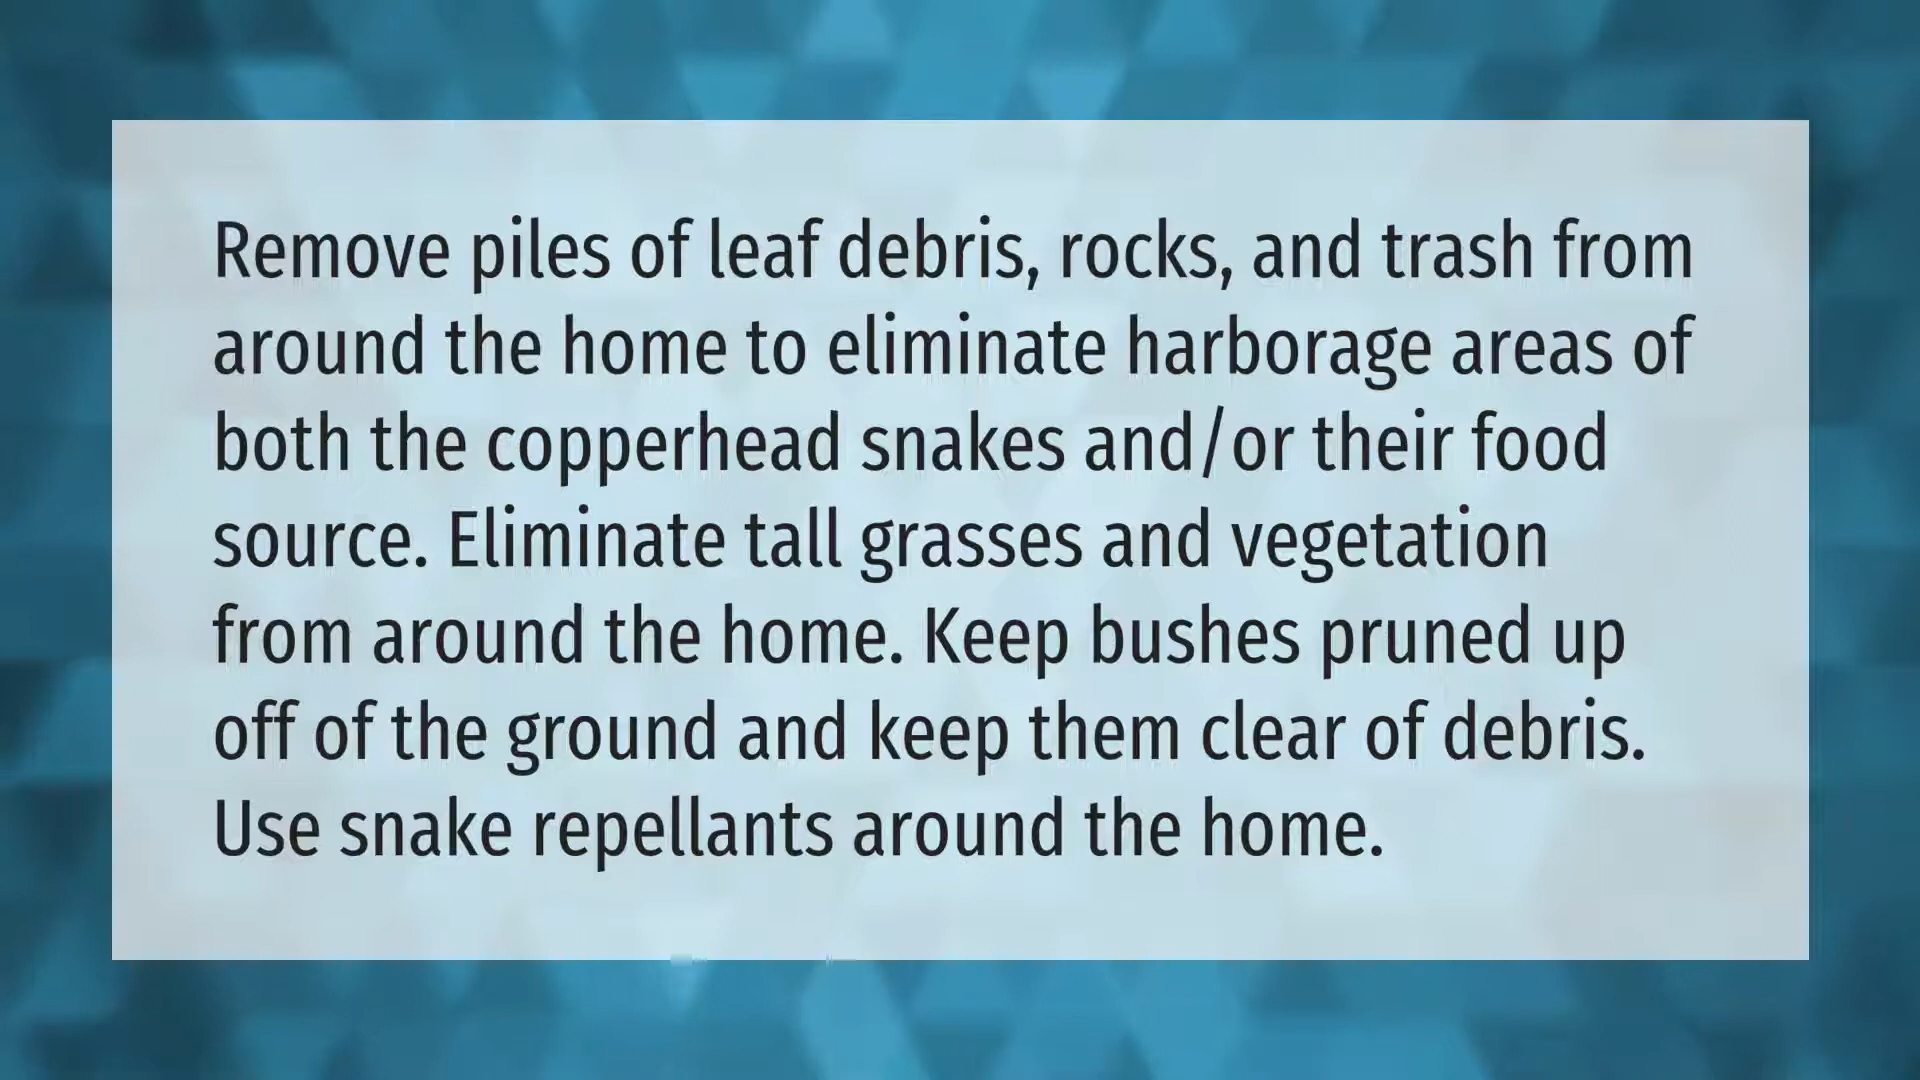 Remove piles of leaf debris, rocks, and trash from
around the home to eliminate harborage areas of
both the copperhead snakes and/or their food
source. Eliminate tall grasses and vegetation
from around the home. Keep bushes pruned up
off of the ground and keep them clear of debris.
Use snake repellants around the home.